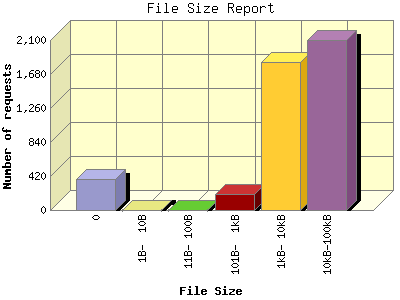 File Size Report
Number of requests
2,100
1,680
1,260
840
420
0
0
1B- 10B
11B- 100B
101B- 1kB
1kB- 10kB
10kB-100kB
File Size